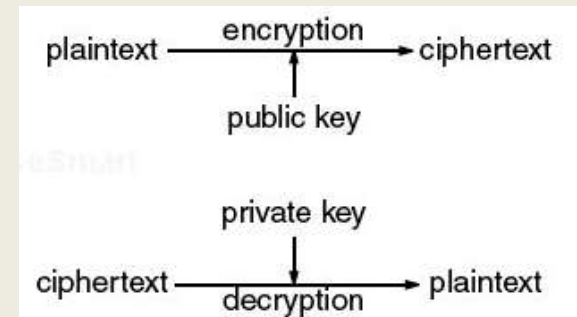 encryption
plaintext ciphertext
public key
private key
ciphertext plaintext
decryption